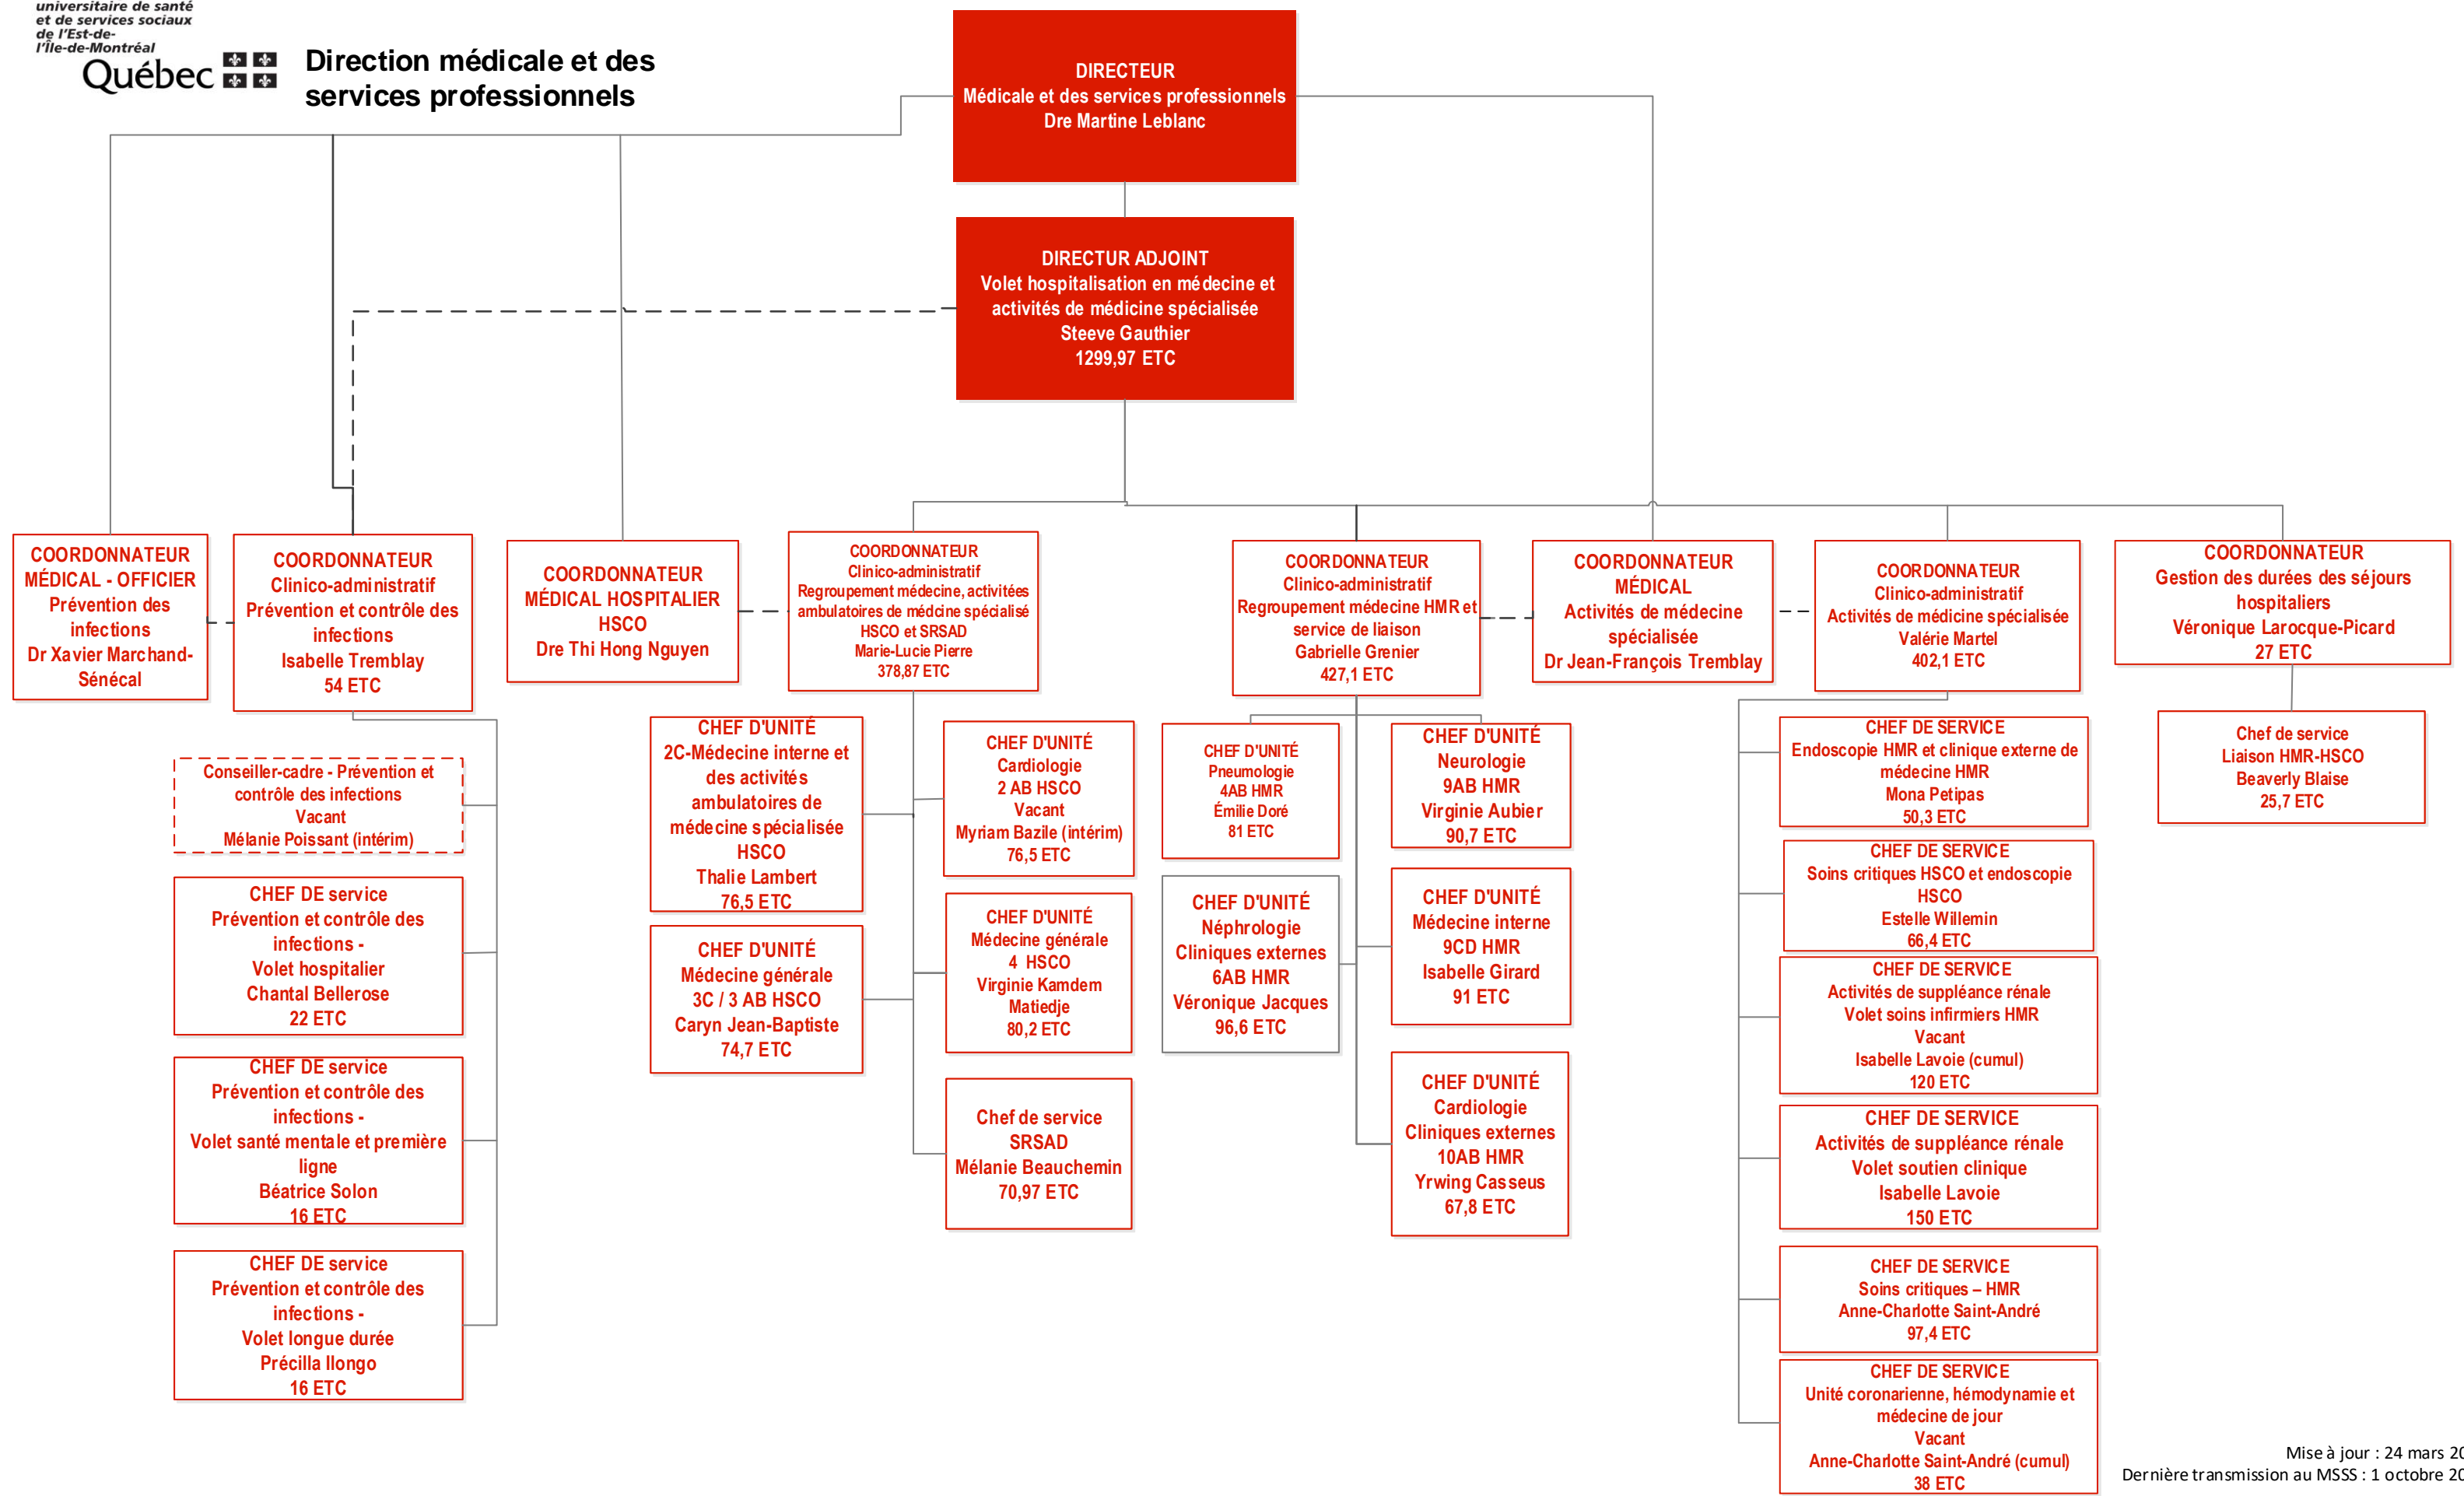 universitaire de santé
et de services sociaux
de l'Est-de-
l'Île-de-Montréal
Québec
Direction médicale et des
services professionnels
DIRECTEUR
Médicale et des services professionnels
Dre Martine Leblanc
DIRECTUR ADJOINT
Volet hospitalisation en médecine et
activités de médicine spécialisée
Steeve Gauthier
1299,97 ETC
COORDONNATEUR
MÉDICAL - OFFICIER
Prévention des
infections
Dr Xavier Marchand-
Sénécal
COORDONNATEUR
Clinico-administratif
Prévention et contrôle des
infections
Isabelle Tremblay
54 ETC
COORDONNATEUR
MÉDICAL HOSPITALIER
HSCO
Dre Thi Hong Nguyen
COORDONNATEUR
Clinico-administratif
Regroupement médecine, activitées
ambulatoires de médcine spécialisé
HSCO et SRSAD
Marie-Lucie Pierre
378,87 ETC
COORDONNATEUR
Clinico-administratif
Regroupement médecine HMR et
service de liaison
Gabrielle Grenier
427,1 ETC
COORDONNATEUR
MÉDICAL
Activités de médecine
spécialisée
Dr Jean-François Tremblay
COORDONNATEUR
Clinico-administratif
Activités de médecine spécialisée
Valérie Martel
402,1 ETC
COORDONNATEUR
Gestion des durées des séjours
hospitaliers
Véronique Larocque-Picard
27 ETC
Conseiller-cadre - Prévention et
contrôle des infections
Vacant
Mélanie Poissant (intérim)
CHEF DE service
Prévention et contrôle des
infections -
Volet hospitalier
Chantal Bellerose
22 ETC
CHEF DE service
Prévention et contrôle des
infections -
Volet santé mentale et première
ligne
Béatrice Solon
16 ETC
CHEF DE service
Prévention et contrôle des
infections -
Volet longue durée
Précilla Ilongo
16 ETC
CHEF D'UNITÉ
2C-Médecine interne et
des activités
ambulatoires de
médecine spécialisée
HSCO
Thalie Lambert
76,5 ETC
CHEF D'UNITÉ
Médecine générale
3C / 3 AB HSCO
Caryn Jean-Baptiste
74,7 ETC
CHEF D'UNITÉ
Cardiologie
2 AB HSCO
Vacant
Myriam Bazile (intérim)
76,5 ETC
CHEF D'UNITÉ
Médecine générale
4 HSCO
Virginie Kamdem
Matiedje
80,2 ETC
Chef de service
SRSAD
Mélanie Beauchemin
70,97 ETC
CHEF D'UNITÉ
Pneumologie
4AB HMR
Émilie Doré
81 ETC
CHEF D'UNITÉ
Néphrologie
Cliniques externes
6AB HMR
Véronique Jacques
96,6 ETC
CHEF D'UNITÉ
Neurologie
9AB HMR
Virginie Aubier
90,7 ETC
CHEF D'UNITÉ
Médecine interne
9CD HMR
Isabelle Girard
91 ETC
CHEF D'UNITÉ
Cardiologie
Cliniques externes
10AB HMR
Yrwing Casseus
67,8 ETC
CHEF DE SERVICE
Endoscopie HMR et clinique externe de
médecine HMR
Mona Petipas
50,3 ETC
CHEF DE SERVICE
Soins critiques HSCO et endoscopie
HSCO
Estelle Willemin
66,4 ETC
CHEF DE SERVICE
Activités de suppléance rénale
Volet soins infirmiers HMR
Vacant
Isabelle Lavoie (cumul)
120 ETC
CHEF DE SERVICE
Activités de suppléance rénale
Volet soutien clinique
Isabelle Lavoie
150 ETC
CHEF DE SERVICE
Soins critiques – HMR
Anne-Charlotte Saint-André
97,4 ETC
CHEF DE SERVICE
Unité coronarienne, hémodynamie et
médecine de jour
Vacant
Anne-Charlotte Saint-André (cumul)
38 ETC
Chef de service
Liaison HMR-HSCO
Beaverly Blaise
25,7 ETC
Mise à jour : 24 mars 20
Dernière transmission au MSSS : 1 octobre 20